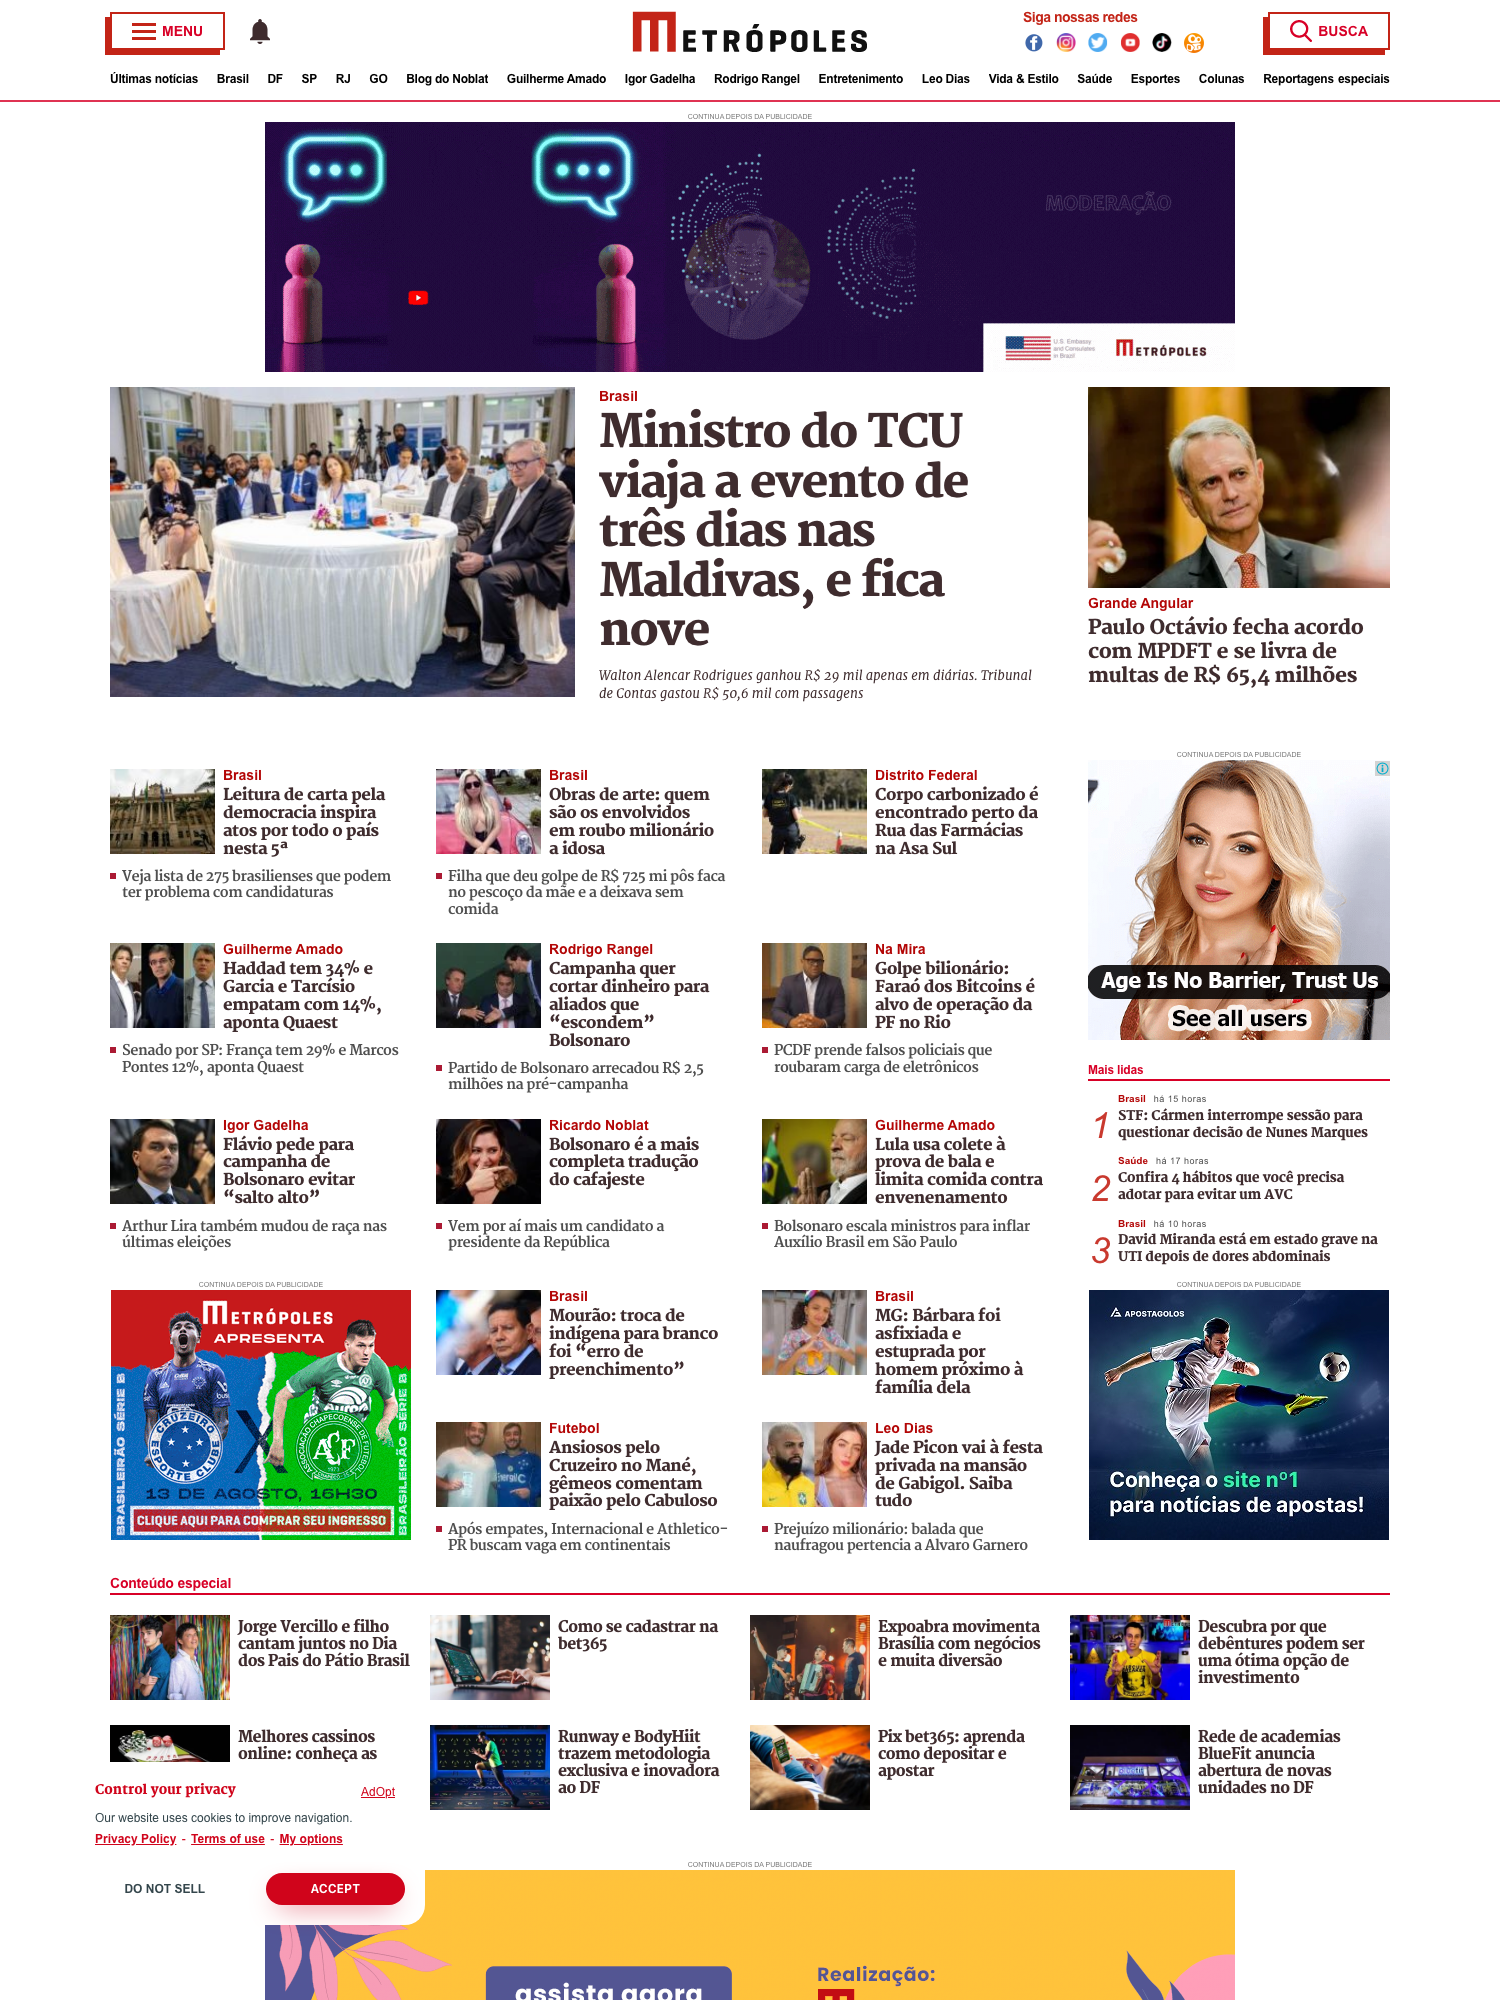 MENU
METRÓPOLES
Siga nossas redes
BUSCA
Últimas notícias Brasil DF SP RJ GO Blog do Noblat Guilherme Amado Igor Gadelha Rodrigo Rangel Entretenimento Leo Dias Vida & Estilo Saúde Esportes Colunas Reportagens especiais
CONTINUA DEPOIS DA PUBLICIDADE
MODERAÇÃO
U.S. Embassy
and Consulates
in Brazil
METRÓPOLES
Brasil
Ministro do TCU
viaja a evento de
três dias nas
Maldivas, e fica
nove
Walton Alencar Rodrigues ganhou R$ 29 mil apenas em diárias. Tribunal
de Contas gastou R$ 50,6 mil com passagens
Grande Angular
Paulo Octávio fecha acordo
com MPDFT e se livra de
multas de R$ 65,4 milhões
Brasil
Leitura de carta pela
democracia inspira
atos por todo o país
nesta 5ª
Veja lista de 275 brasilienses que podem
ter problema com candidaturas
Brasil
Obras de arte: quem
são os envolvidos
em roubo milionário
a idosa
Filha que deu golpe de R$ 725 mi pôs faca
no pescoço da mãe e a deixava sem
comida
Distrito Federal
Corpo carbonizado é
encontrado perto da
Rua das Farmácias
na Asa Sul
CONTINUA DEPOIS DA PUBLICIDADE
Age Is No Barrier, Trust Us
See all users
Guilherme Amado
Haddad tem 34% e
Garcia e Tarcísio
empatam com 14%,
aponta Quaest
Senado por SP: França tem 29% e Marcos
Pontes 12%, aponta Quaest
Rodrigo Rangel
Campanha quer
cortar dinheiro para
aliados que
“escondem”
Bolsonaro
Partido de Bolsonaro arrecadou R$ 2,5
milhões na pré-campanha
Na Mira
Golpe bilionário:
Faraó dos Bitcoins é
alvo de operação da
PF no Rio
PCDF prende falsos policiais que
roubaram carga de eletrônicos
Mais lidas
1
Brasil há 15 horas
STF: Cármen interrompe sessão para
questionar decisão de Nunes Marques
2
Saúde há 17 horas
Confira 4 hábitos que você precisa
adotar para evitar um AVC
3
Brasil há 10 horas
David Miranda está em estado grave na
UTI depois de dores abdominais
Igor Gadelha
Flávio pede para
campanha de
Bolsonaro evitar
“salto alto”
Arthur Lira também mudou de raça nas
últimas eleições
Ricardo Noblat
Bolsonaro é a mais
completa tradução
do cafajeste
Vem por aí mais um candidato a
presidente da República
Guilherme Amado
Lula usa colete à
prova de bala e
limita comida contra
envenenamento
Bolsonaro escala ministros para inflar
Auxílio Brasil em São Paulo
CONTINUA DEPOIS DA PUBLICIDADE
METRÓPOLES
APRESENTA
BRASILEIRÃO SÉRIE B
CRUZEIRO
ESPORTE CLUBE
X
ASSOCIAÇÃO CHAPECOENSE DE FUTEBOL
ACF
BRASILEIRÃO SÉRIE B
13 DE AGOSTO, 16H30
CLIQUE AQUI PARA COMPRAR SEU INGRESSO
Brasil
Mourão: troca de
indígena para branco
foi “erro de
preenchimento”
Brasil
MG: Bárbara foi
asfixiada e
estuprada por
homem próximo à
família dela
CONTINUA DEPOIS DA PUBLICIDADE
APOSTAGOLOS
Conheça o site nº1
para notícias de apostas!
Futebol
Ansiosos pelo
Cruzeiro no Mané,
gêmeos comentam
paixão pelo Cabuloso
Após empates, Internacional e Athletico-
PR buscam vaga em continentais
Leo Dias
Jade Picon vai à festa
privada na mansão
de Gabigol. Saiba
tudo
Prejuízo milionário: balada que
naufragou pertencia a Alvaro Garnero
Conteúdo especial
Jorge Vercillo e filho
cantam juntos no Dia
dos Pais do Pátio Brasil
Como se cadastrar na
bet365
Expoabra movimenta
Brasília com negócios
e muita diversão
Descubra por que
debêntures podem ser
uma ótima opção de
investimento
Melhores cassinos
online: conheça as
Runway e BodyHiit
trazem metodologia
exclusiva e inovadora
ao DF
Pix bet365: aprenda
como depositar e
apostar
Rede de academias
BlueFit anuncia
abertura de novas
unidades no DF
Control your privacy
AdOpt
Our website uses cookies to improve navigation.
Privacy Policy - Terms of use - My options
DO NOT SELL
ACCEPT
CONTINUA DEPOIS DA PUBLICIDADE
assista agora
Realização: